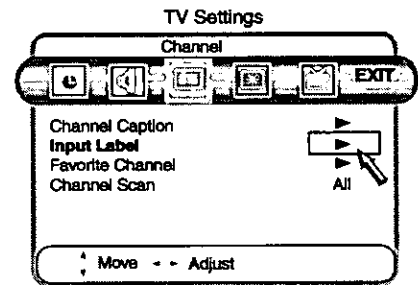 TV Settings
Channel
EXIT
Channel Caption
Input Label
Favorite Channel
Channel Scan All
Move Adjust